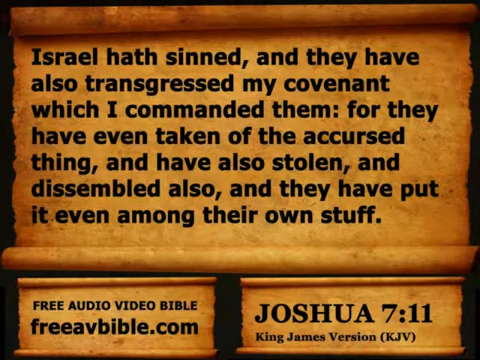 Israel hath sinned, and they have
also transgressed my covenant
which I commanded them: for they
have even taken of the accursed
thing, and have also stolen, and
dissembled also, and they have put
it even among their own stuff.
FREE AUDIO VIDEO BIBLE
freeavbible.com
JOSHUA 7:11
King James Version (KJV)